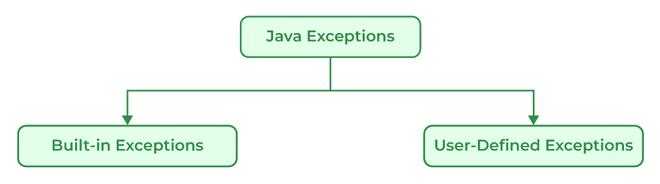 Java Exceptions
Built-in Exceptions
User-Defined Exceptions